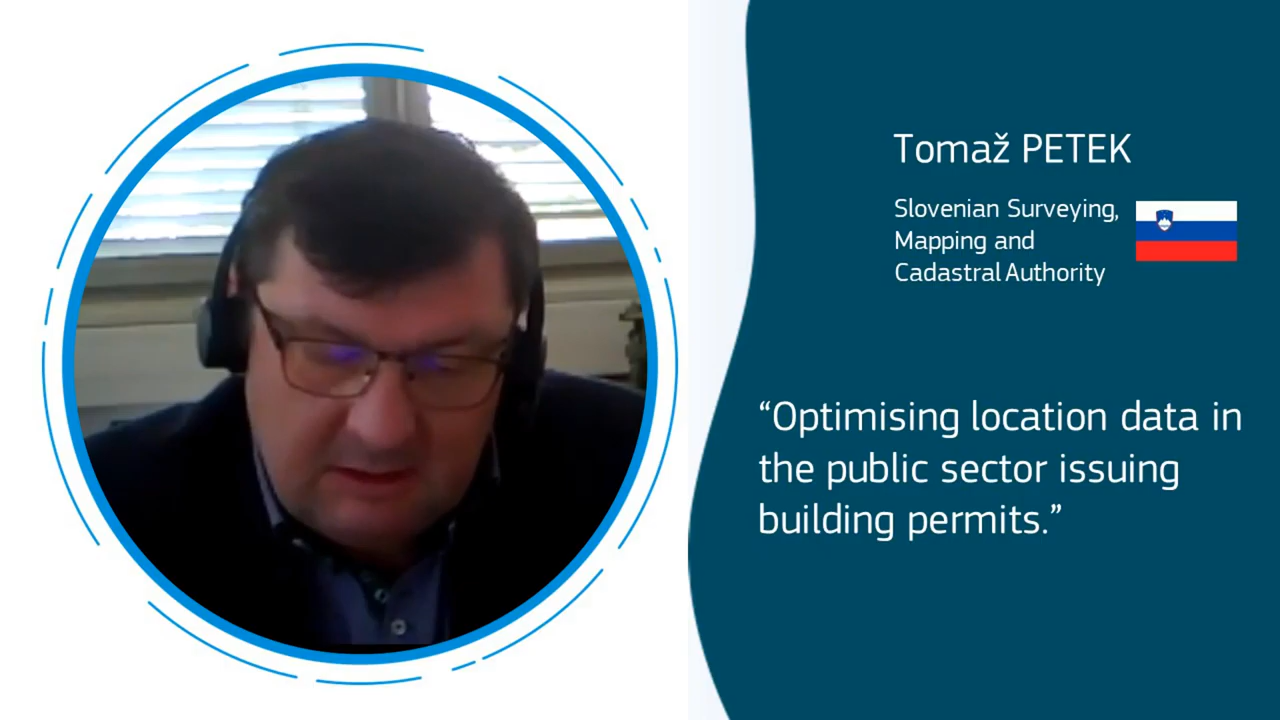 Tomaž PETEK
Slovenian Surveying,
Mapping and
Cadastral Authority
“Optimising location data in
the public sector issuing
building permits.”